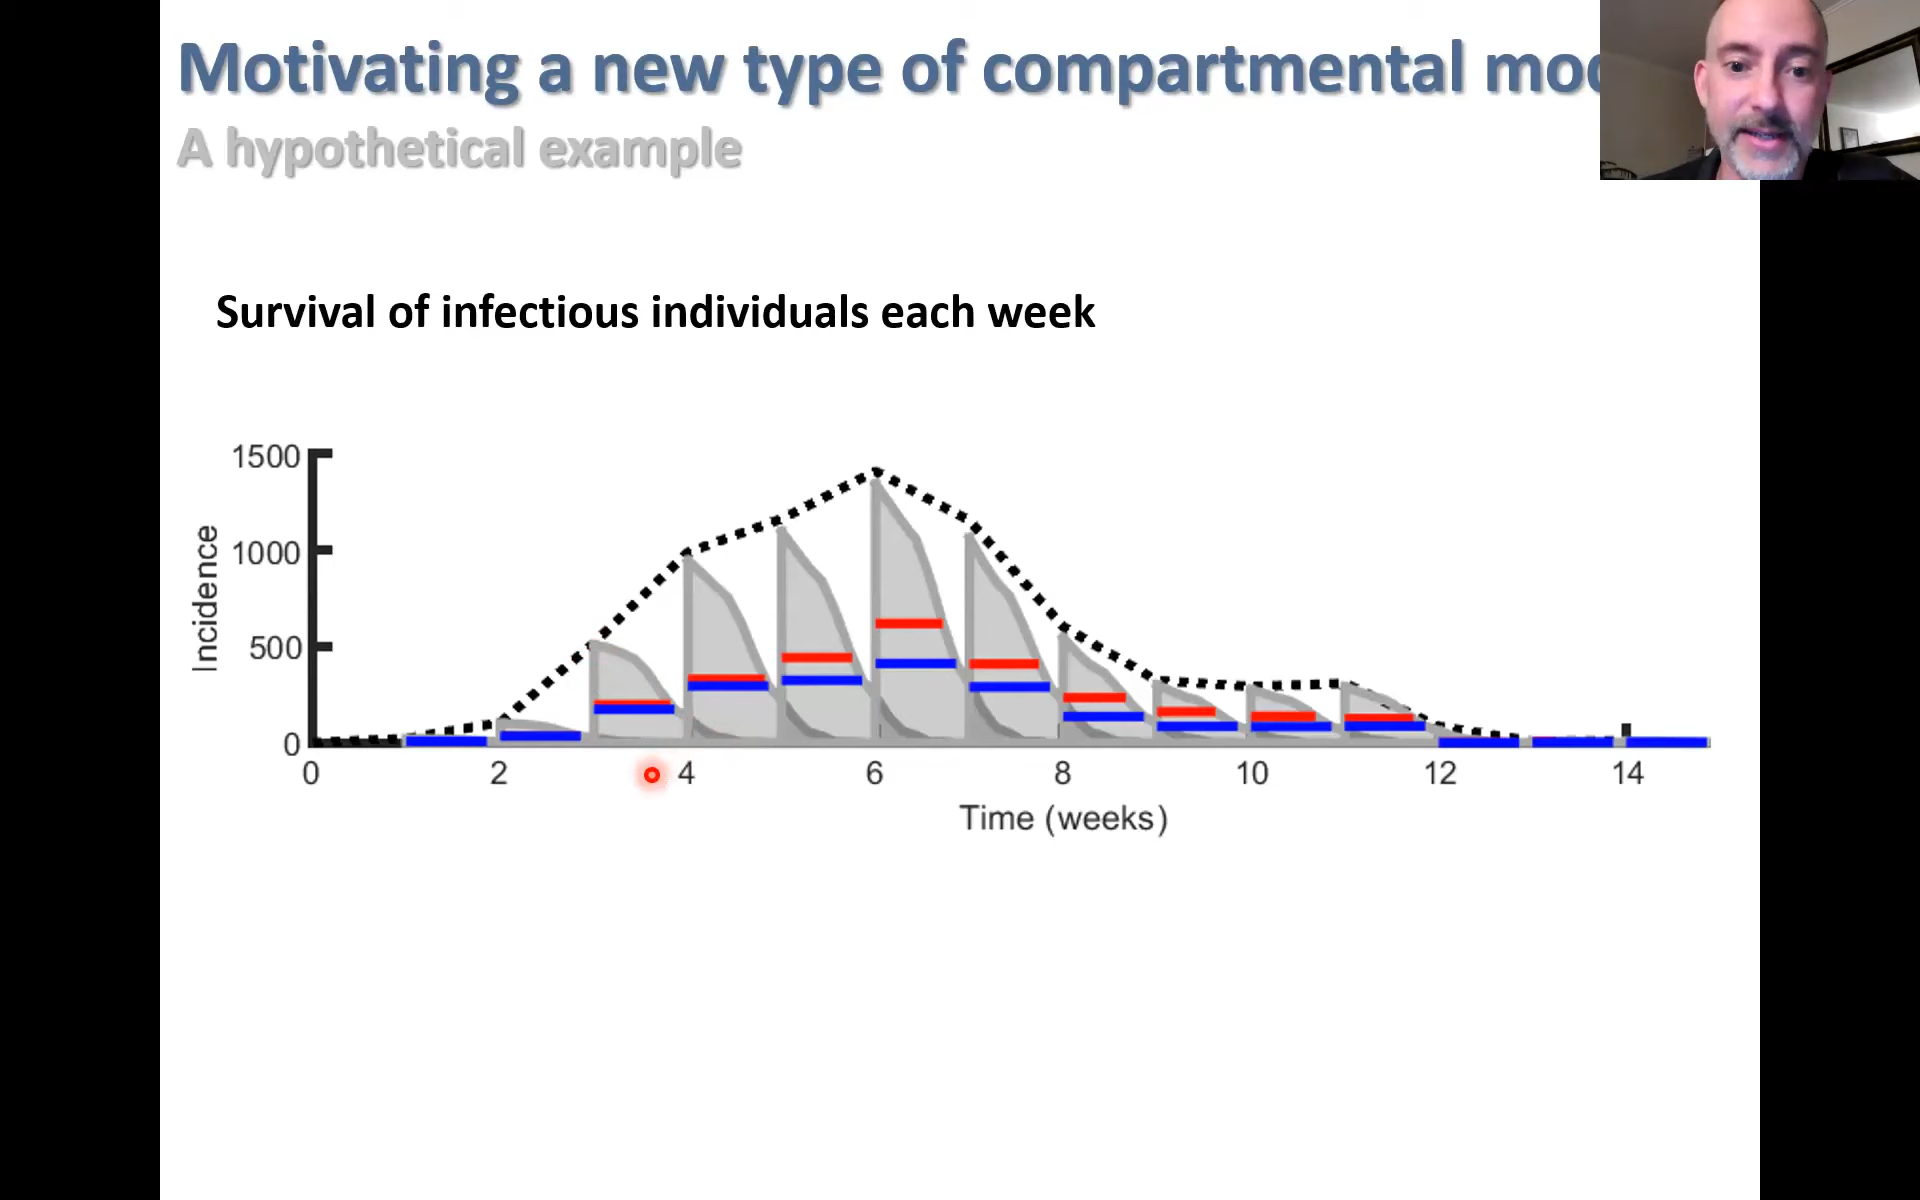 Motivating a new type of compartmental mo
A hypothetical example
Survival of infectious individuals each week
1500
1000
500
0
Incidence
0 2 4 6 8 10 12 14
Time (weeks)